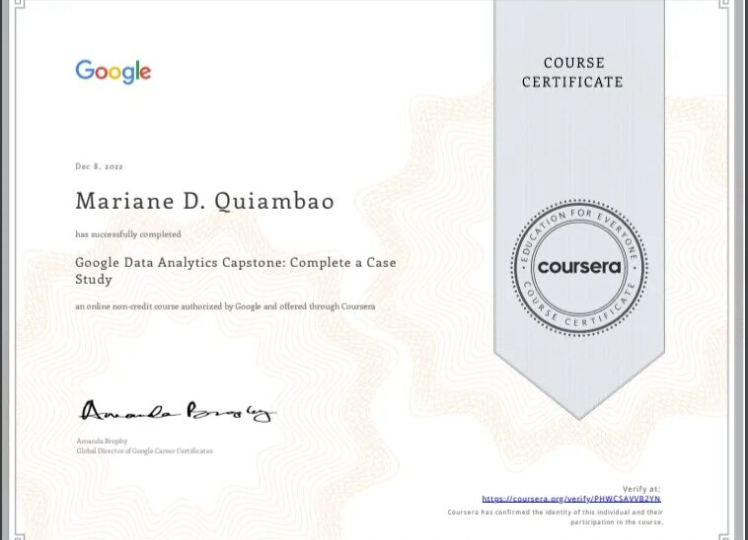 Google
COURSE
CERTIFICATE
Dec 8, 2022
Mariane D. Quiambao
has successfully completed
Google Data Analytics Capstone: Complete a Case
Study
an online non-credit course authorized by Google and offered through Coursera
EDUCATION FOR EVERYONE
coursera
COURSE CERTIFICATE
Amanda Brophy
Amanda Brophy
Global Director of Google Career Certificates
Verify at:
https://coursera.org/verify/PHWCSAVVB2YN
Coursera has confirmed the identity of this individual and their
participation in the course.